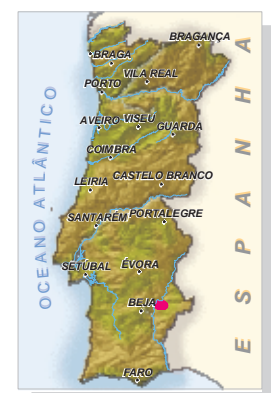 BRAGANÇA
BRAGA
VILA REAL
PORTO
AVEIRO
VISEU
GUARDA
COIMBRA
CASTELO BRANCO
LEIRIA
SANTARÉM
PORTALEGRE
SETÚBAL
ÉVORA
BEJA
FARO
OCEANO ATLÂNTICO
ESPANHA